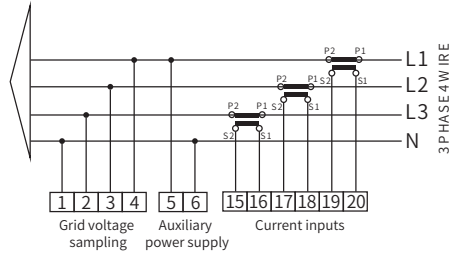 P2 P1
L1
P2 P1 S2 S1
L2
P2 P1 S2 S1
L3
S2 S1
N
3 PHASE 4 WIRE
1 2 3 4 5 6 15 16 17 18 19 20
Grid voltage sampling
Auxiliary power supply
Current inputs